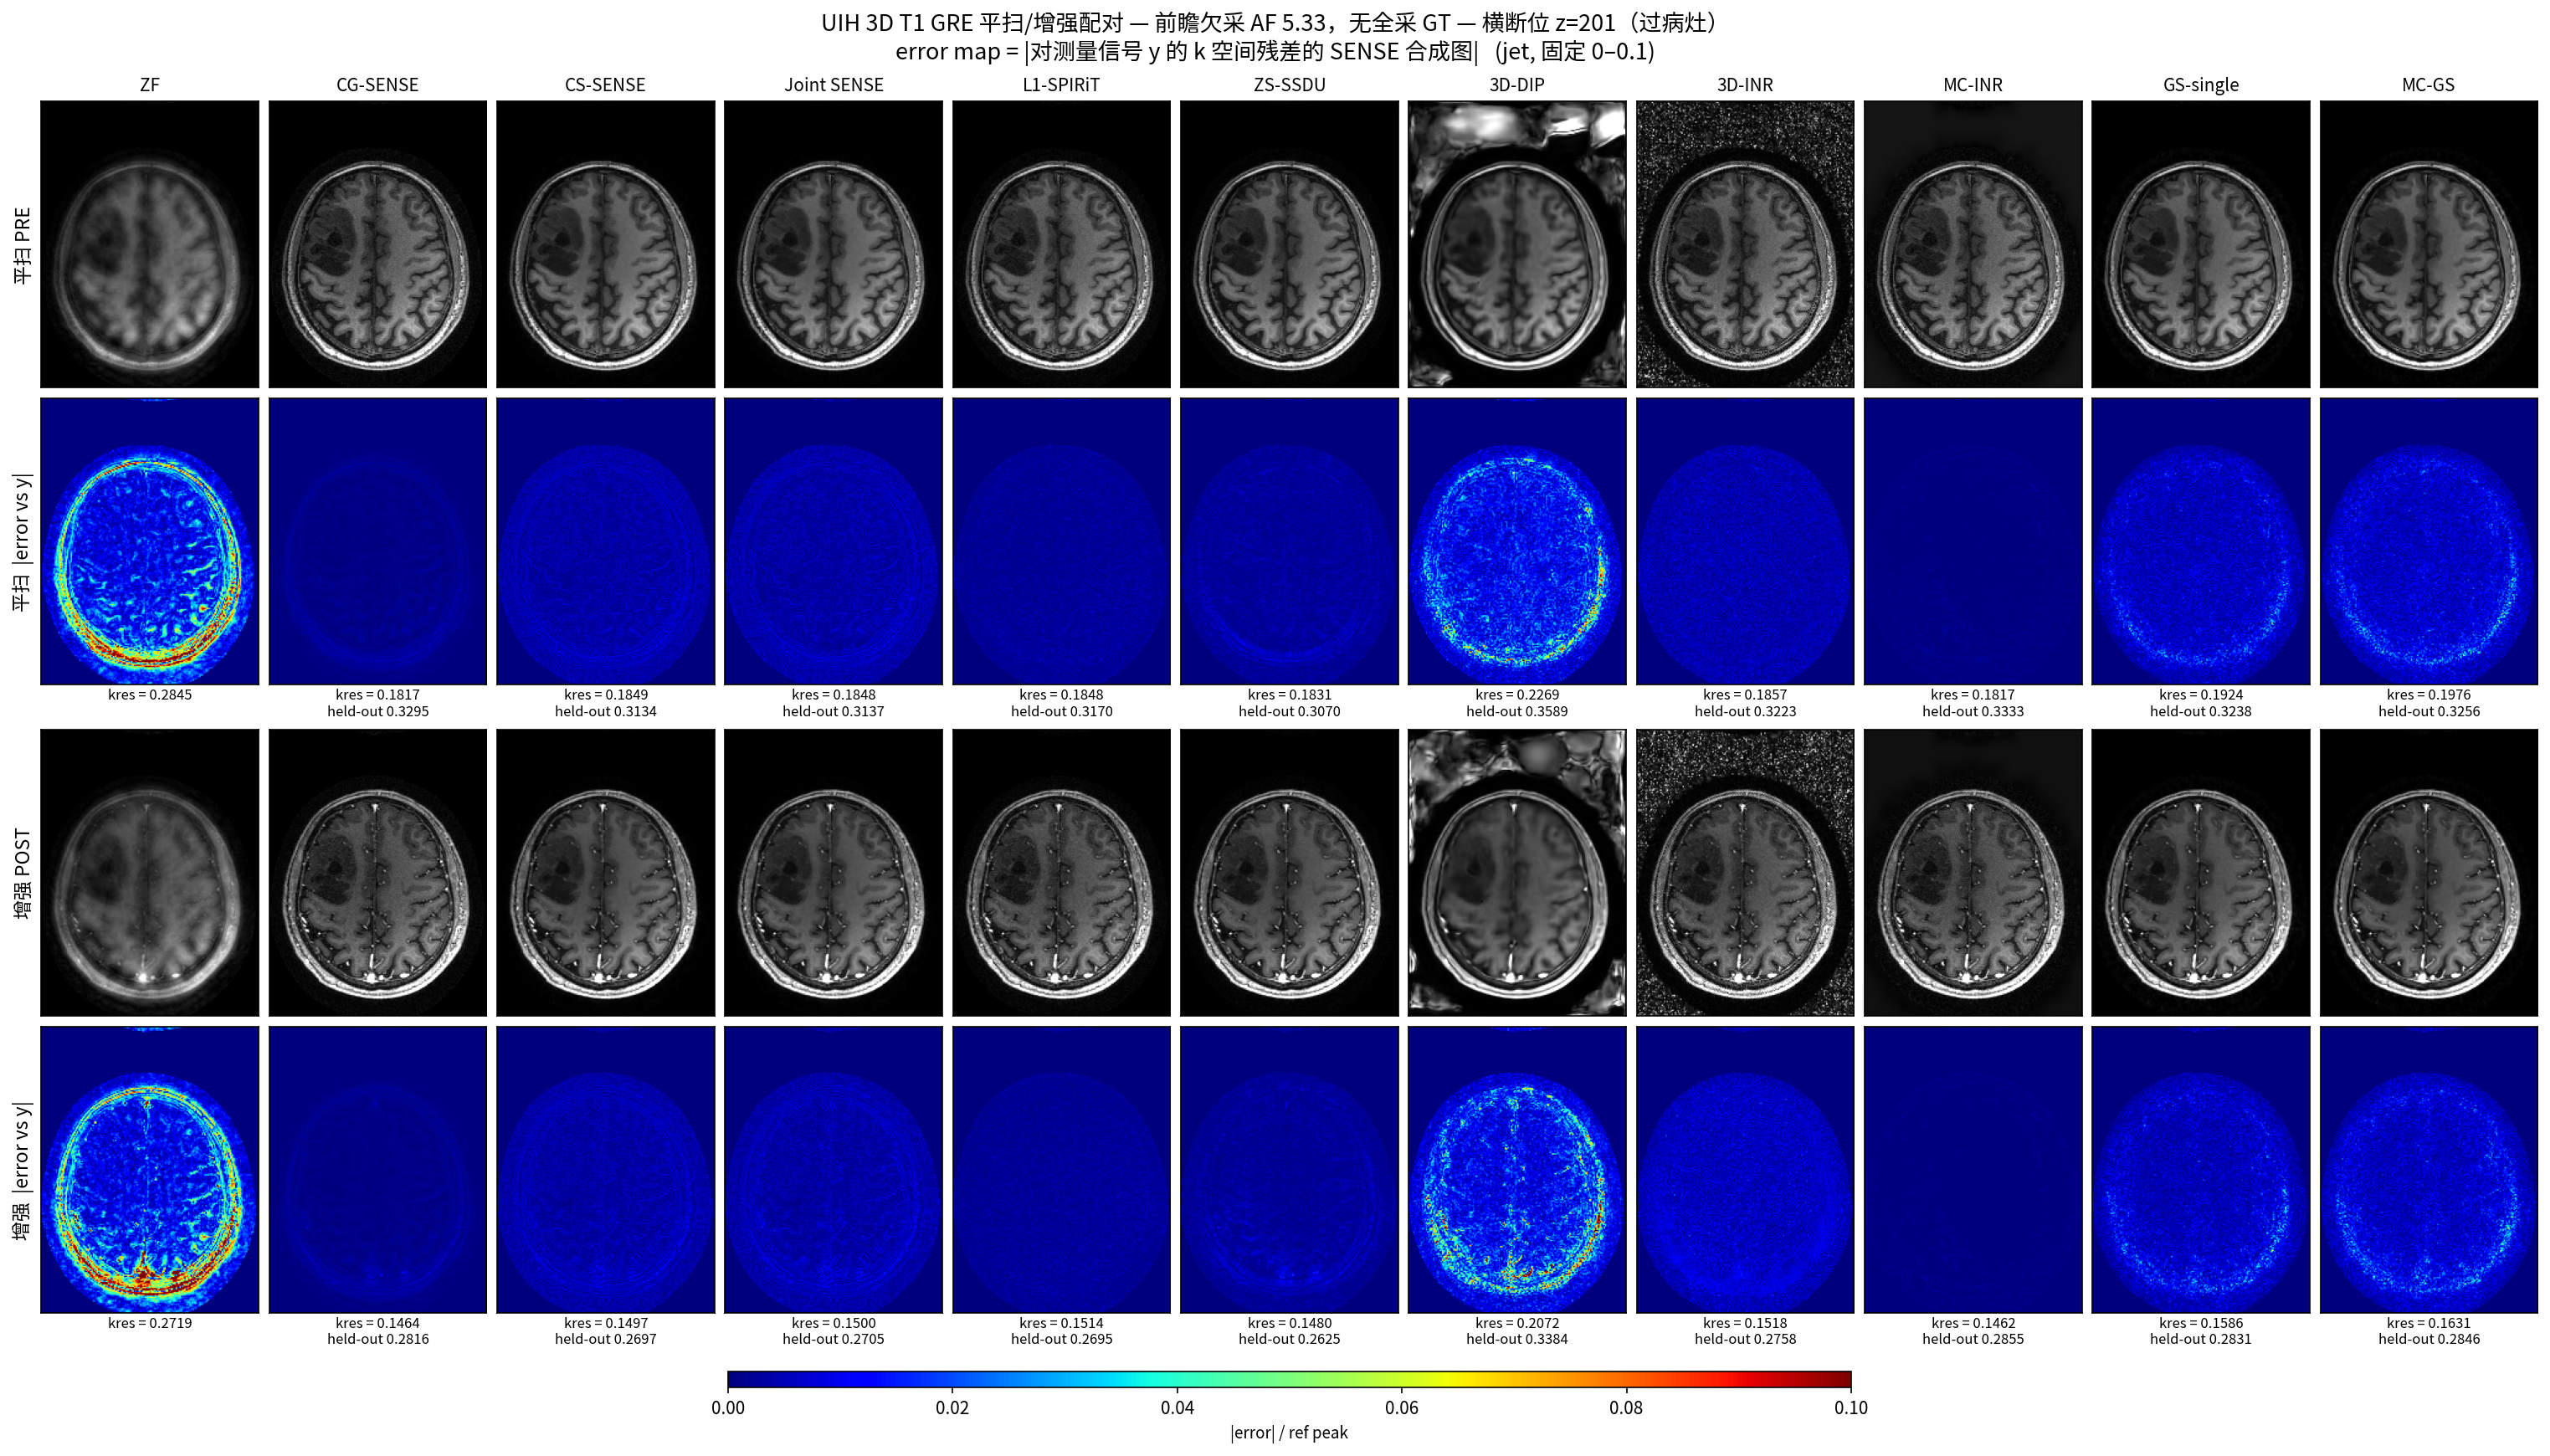 UIH 3D T1 GRE 平扫/增强配对 — 前瞻欠采 AF 5.33，无全采 GT — 横断位 z=201（过病灶）
error map = |对测量信号 y 的 k 空间残差的 SENSE 合成图| (jet, 固定 0–0.1)
ZF CG-SENSE CS-SENSE Joint SENSE L1-SPIRiT ZS-SSDU 3D-DIP 3D-INR MC-INR GS-single MC-GS
平扫 PRE
平扫 |error vs y|
kres = 0.2845 kres = 0.1817 kres = 0.1849 kres = 0.1848 kres = 0.1848 kres = 0.1831 kres = 0.2269 kres = 0.1857 kres = 0.1817 kres = 0.1924 kres = 0.1976
held-out 0.3295 held-out 0.3134 held-out 0.3137 held-out 0.3170 held-out 0.3070 held-out 0.3589 held-out 0.3223 held-out 0.3333 held-out 0.3238 held-out 0.3256
增强 POST
增强 |error vs y|
kres = 0.2719 kres = 0.1464 kres = 0.1497 kres = 0.1500 kres = 0.1514 kres = 0.1480 kres = 0.2072 kres = 0.1518 kres = 0.1462 kres = 0.1586 kres = 0.1631
held-out 0.2816 held-out 0.2697 held-out 0.2705 held-out 0.2695 held-out 0.2625 held-out 0.3384 held-out 0.2758 held-out 0.2855 held-out 0.2831 held-out 0.2846
0.00 0.02 0.04 0.06 0.08 0.10
|error| / ref peak